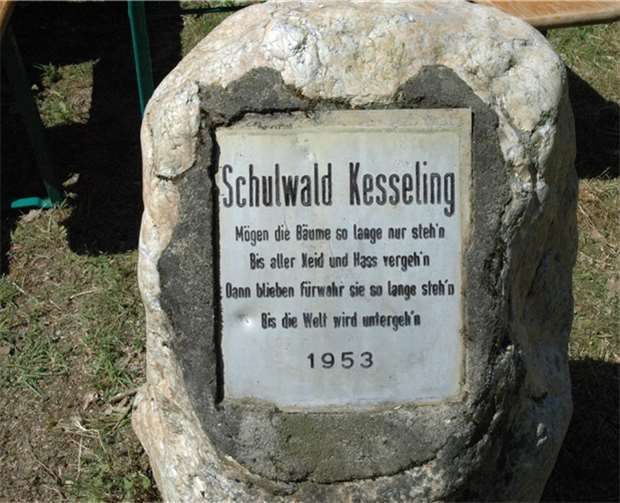 Schulwald Kesseling
Mögen die Bäume so lange nur steh'n
Bis aller Neid und Hass vergeh'n
Dann blieben fürwahr sie so lange steh'n
Bis die Welt wird untergeh'n
1953